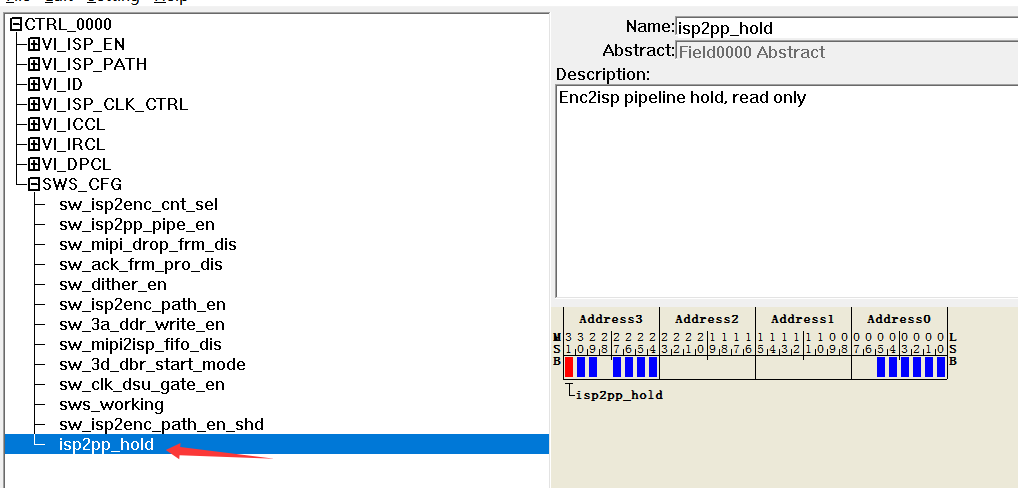 CTRL_0000
VI_ISP_EN
VI_ISP_PATH
VI_ID
VI_ISP_CLK_CTRL
VI_ICCL
VI_IRCL
VI_DPCL
SWS_CFG
sw_isp2enc_cnt_sel
sw_isp2pp_pipe_en
sw_mipi_drop_frm_dis
sw_ack_frm_pro_dis
sw_dither_en
sw_isp2enc_path_en
sw_3a_ddr_write_en
sw_mipi2isp_fifo_dis
sw_3d_dbr_start_mode
sw_clk_dsu_gate_en
sws_working
sw_isp2enc_path_en_shd
isp2pp_hold
Name: isp2pp_hold
Abstract: Field0000 Abstract
Description:
Enc2isp pipeline hold, read only
Address3 Address2 Address1 Address0
M 3 3 2 2 2 2 2 2 2 2 2 2 1 1 1 1 1 1 1 1 1 1 0 0 0 0 0 0 0 0 0 0 L
S 1 0 9 8 7 6 5 4 3 2 1 0 9 8 7 6 5 4 3 2 1 0 9 8 7 6 5 4 3 2 1 0 S
B B
isp2pp_hold